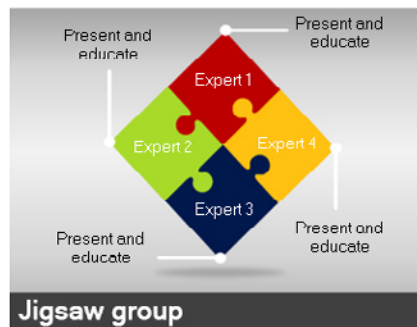 Present and
educate
Present and
educate
Expert 1
Expert 2
Expert 4
Expert 3
Present and
educate
Present and
educate
Jigsaw group